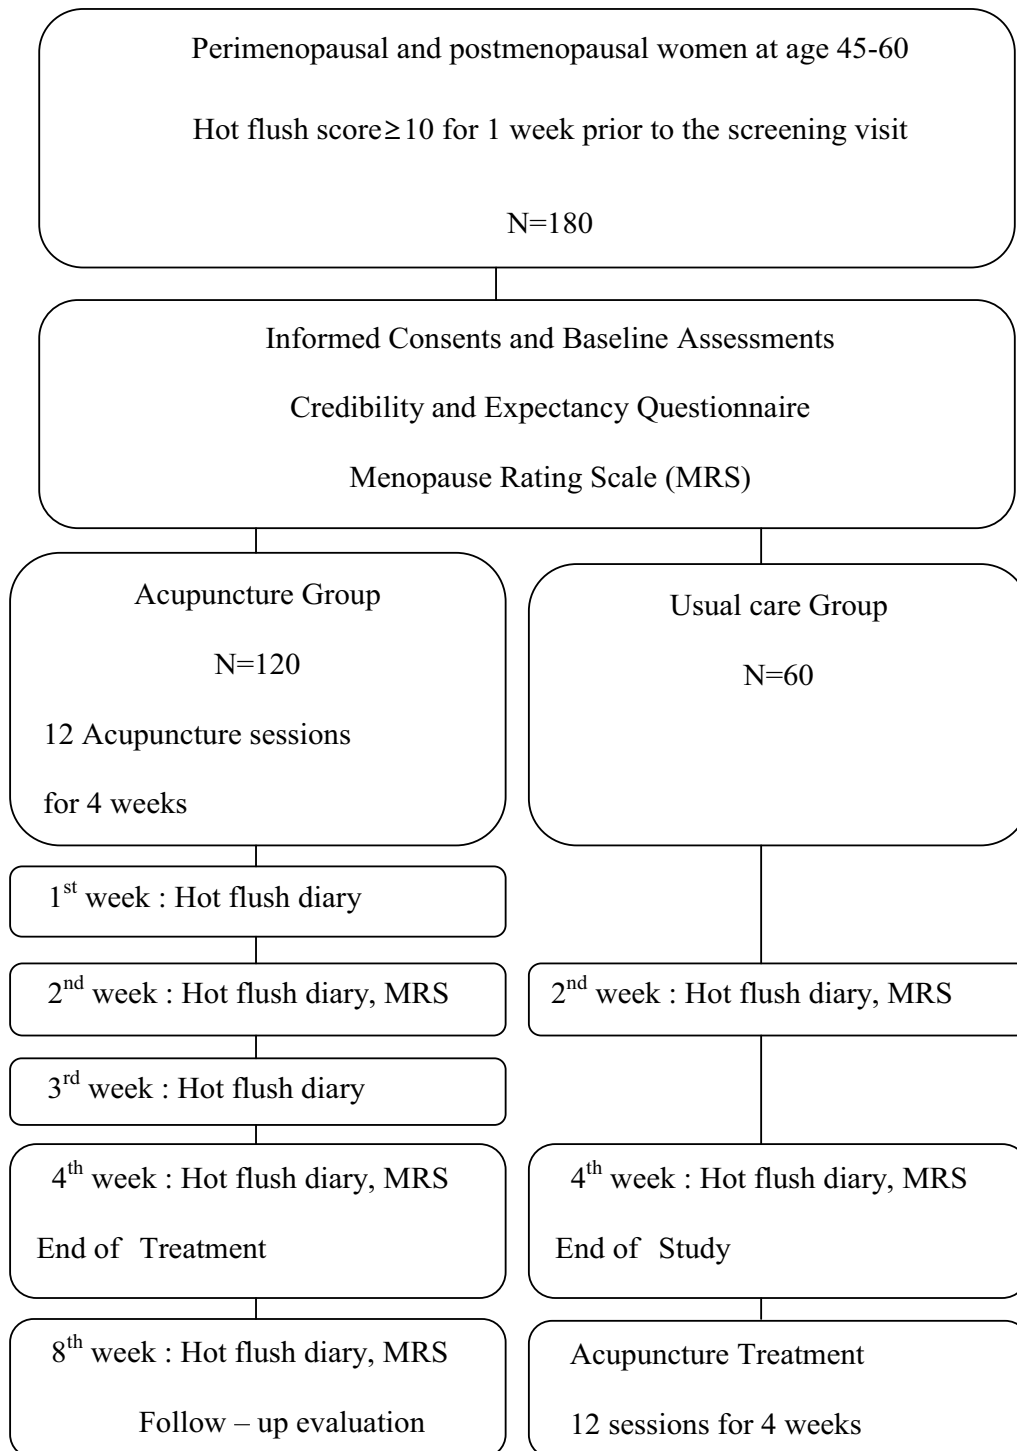 Perimenopausal and postmenopausal women at age 45-60
Hot flush score≥10 for 1 week prior to the screening visit
N=180
Informed Consents and Baseline Assessments
Credibility and Expectancy Questionnaire
Menopause Rating Scale (MRS)
Acupuncture Group
N=120
12 Acupuncture sessions
for 4 weeks
Usual care Group
N=60
1st week : Hot flush diary
2nd week : Hot flush diary, MRS
2nd week : Hot flush diary, MRS
3rd week : Hot flush diary
4th week : Hot flush diary, MRS
End of Treatment
4th week : Hot flush diary, MRS
End of Study
8th week : Hot flush diary, MRS
Follow – up evaluation
Acupuncture Treatment
12 sessions for 4 weeks